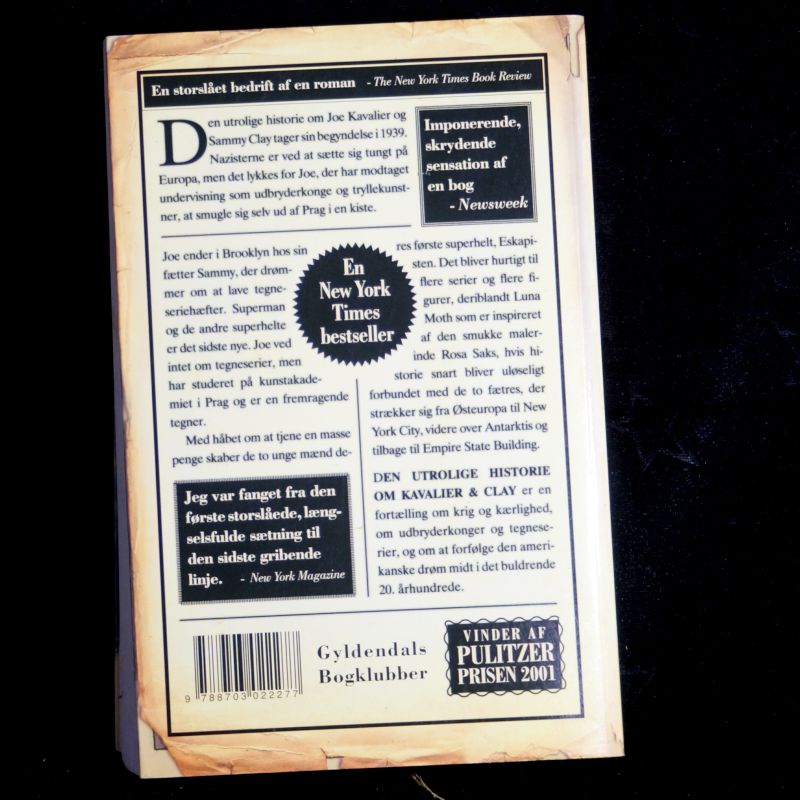 En storslået bedrift af en roman - The New York Times Book Review
Den utrolige historie om Joe Kavalier og
Sammy Clay tager sin begyndelse i 1939.
Nazisterne er ved at sætte sig tungt på
Europa, men det lykkes for Joe, der har modtaget
undervisning som udbryderkonge og tryllekunst-
ner, at smugle sig selv ud af Prag i en kiste.
Imponerende,
skrydende
sensation af
en bog
- Newsweek
Joe ender i Brooklyn hos sin
fætter Sammy, der drøm-
mer om at lave tegne-
seriehæfter. Superman
og de andre superhelte
er det sidste nye. Joe ved
intet om tegneserier, men
har studeret på kunstakade-
miet i Prag og er en fremragende
tegner.
Med håbet om at tjene en masse
penge skaber de to unge mænd de-
En
New York
Times
bestseller
res første superhelt, Eskapi-
sten. Det bliver hurtigt til
flere serier og flere fi-
gurer, deriblandt Luna
Moth som er inspireret
af den smukke maler-
inde Rosa Saks, hvis hi-
storie snart bliver uløseligt
forbundet med de to fætres, der
strækker sig fra Østeuropa til New
York City, videre over Antarktis og
tilbage til Empire State Building.
Jeg var fanget fra den
første storslåede, læng-
selsfulde sætning til
den sidste gribende
linje. - New York Magazine
DEN UTROLIGE HISTORIE
OM KAVALIER & CLAY er en
fortælling om krig og kærlighed,
om udbryderkonger og tegnese-
rier, og om at forfølge den ameri-
kanske drøm midt i det buldrende
20. århundrede.
9 788703 022277
Gyldendals
Bogklubber
VINDER AF
PULITZER
PRISEN 2001